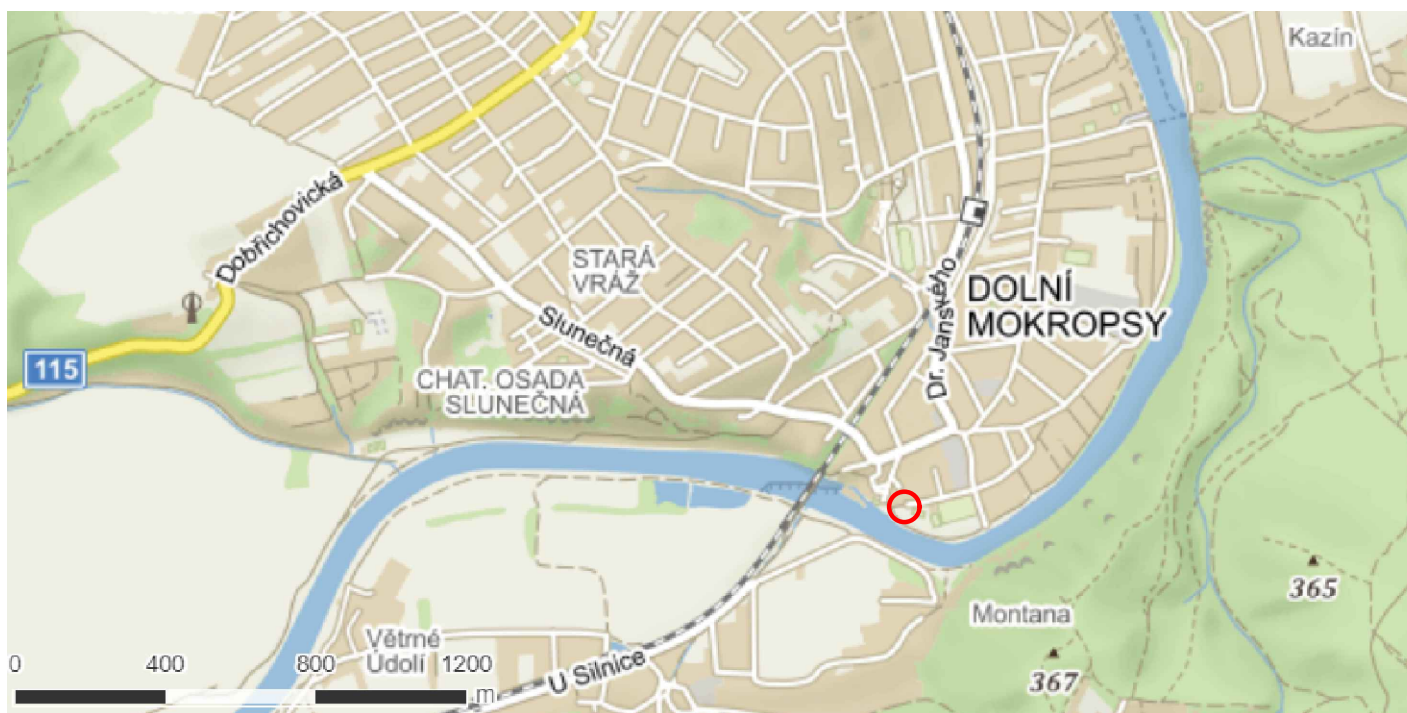 Kazín
Dobřichovická
STARÁ
VRÁŽ
Dr. Janského
DOLNÍ
MOKROPSY
Slunečná
115
CHAT. OSADA
SLUNEČNÁ
365
Montana
Větrné
Údolí
U Silnice
367
0 400 800 1200
m